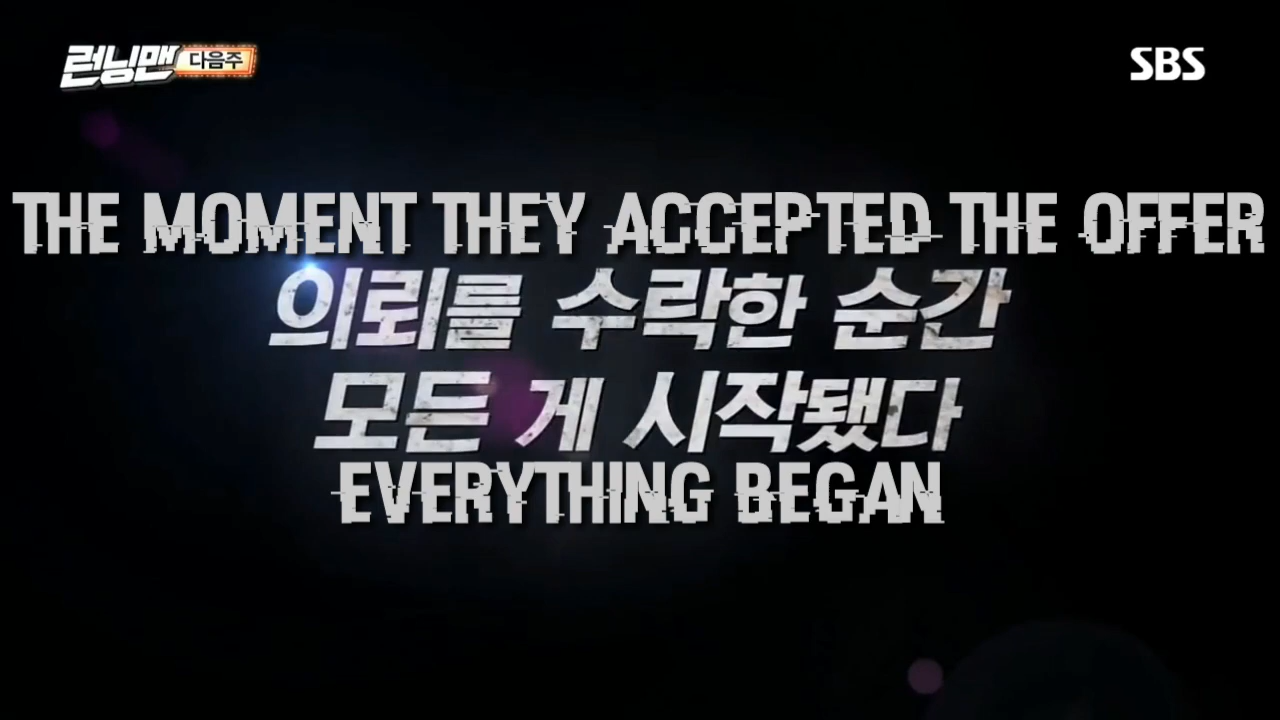 런닝맨 다음주
SBS
THE MOMENT THEY ACCEPTED THE OFFER
의뢰를 수락한 순간
모든 게 시작됐다
EVERYTHING BEGAN